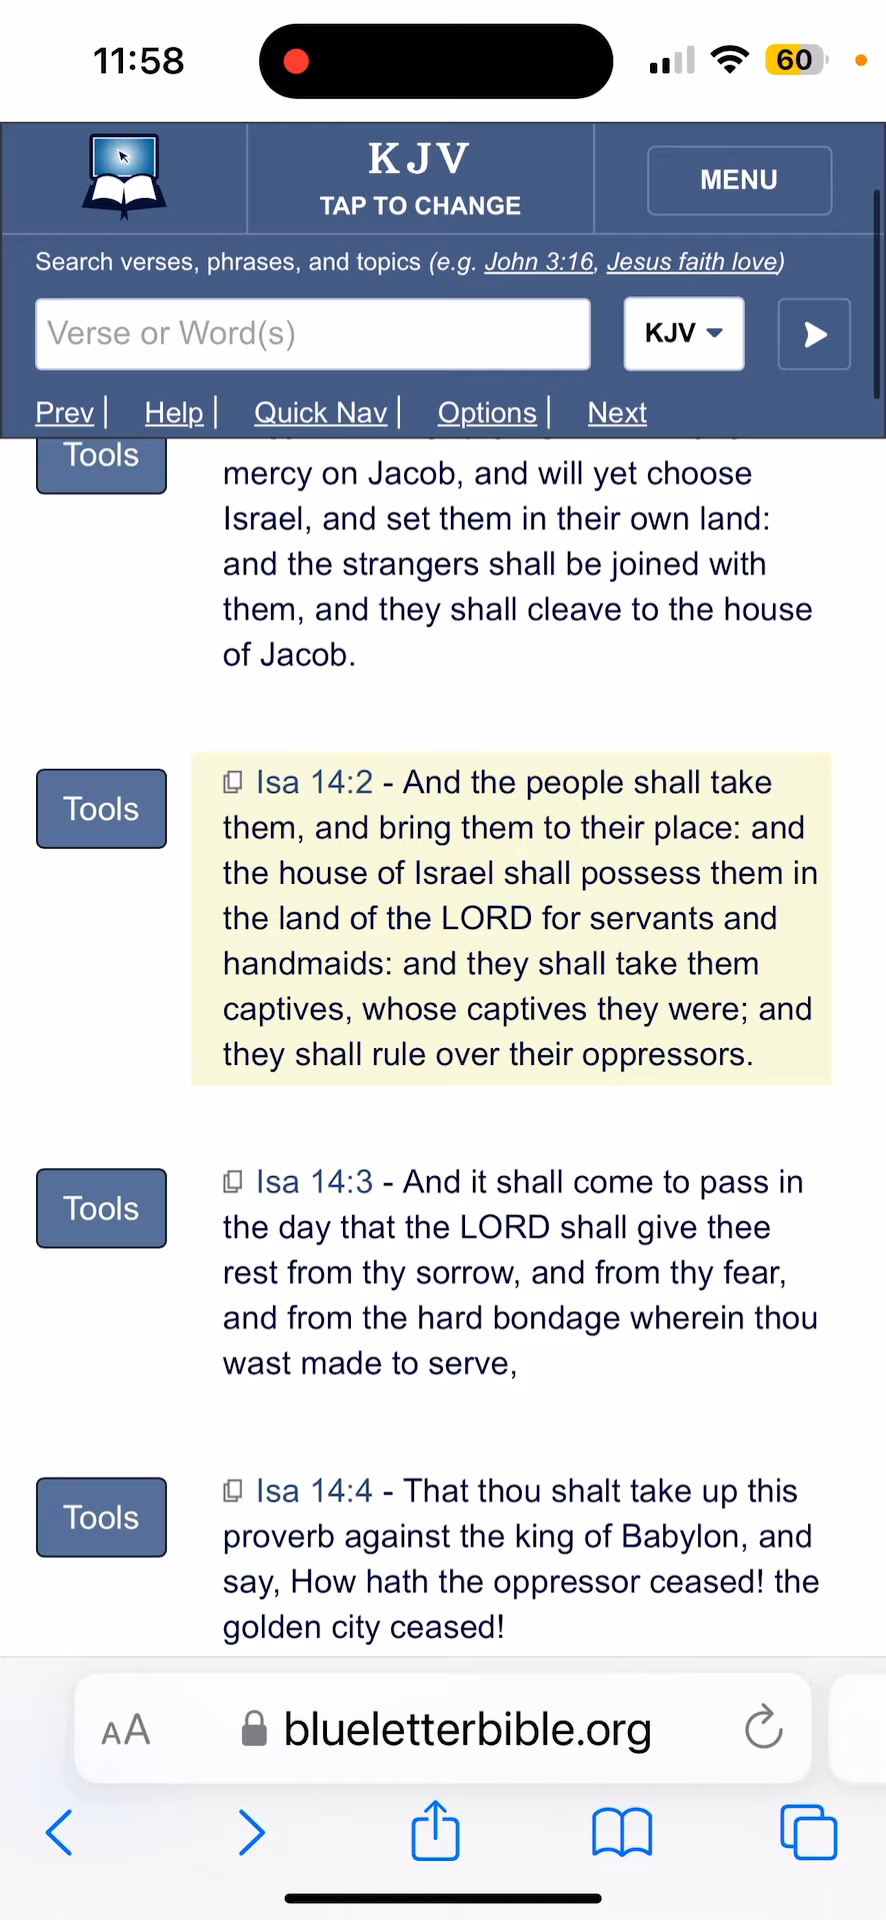 11:58
60
KJV
TAP TO CHANGE
MENU
Search verses, phrases, and topics (e.g. John 3:16, Jesus faith love)
Verse or Word(s)
KJV
Prev | Help | Quick Nav | Options | Next
Tools
mercy on Jacob, and will yet choose
Israel, and set them in their own land:
and the strangers shall be joined with
them, and they shall cleave to the house
of Jacob.
Tools
Isa 14:2 - And the people shall take
them, and bring them to their place: and
the house of Israel shall possess them in
the land of the LORD for servants and
handmaids: and they shall take them
captives, whose captives they were; and
they shall rule over their oppressors.
Tools
Isa 14:3 - And it shall come to pass in
the day that the LORD shall give thee
rest from thy sorrow, and from thy fear,
and from the hard bondage wherein thou
wast made to serve,
Tools
Isa 14:4 - That thou shalt take up this
proverb against the king of Babylon, and
say, How hath the oppressor ceased! the
golden city ceased!
AA blueletterbible.org